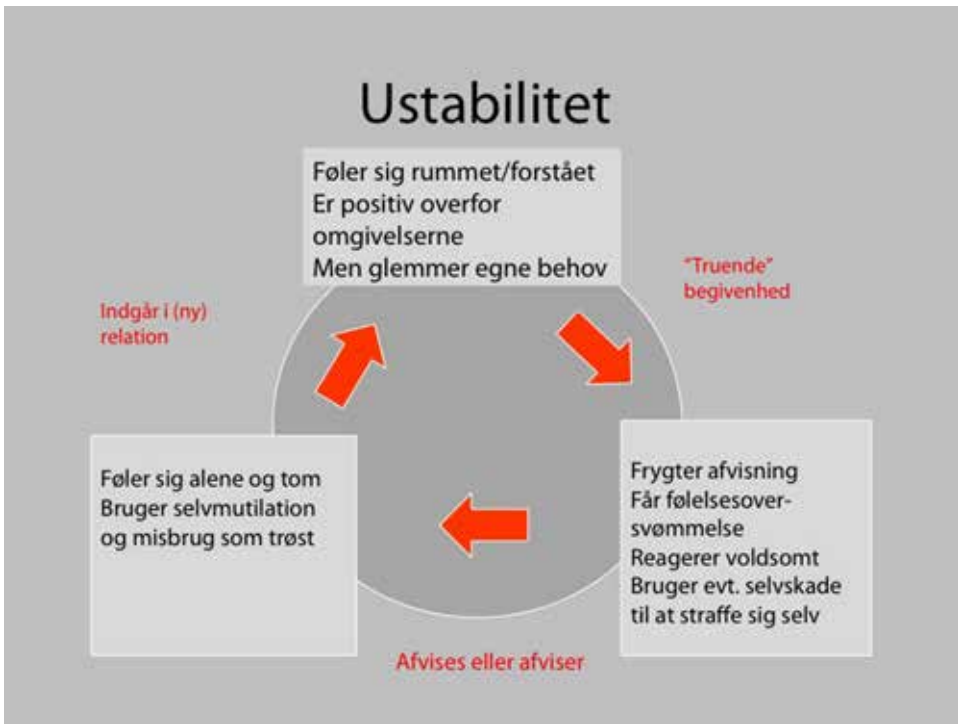 Ustabilitet
Føler sig rummet/forstået
Er positiv overfor
omgivelserne
Men glemmer egne behov
"Truende"
begivenhed
Indgår i (ny)
relation
Føler sig alene og tom
Bruger selvmutilation
og misbrug som trøst
Frygter afvisning
Får følelsesover-
svømmelse
Reagerer voldsomt
Bruger evt. selvskade
til at straffe sig selv
Afvises eller afviser